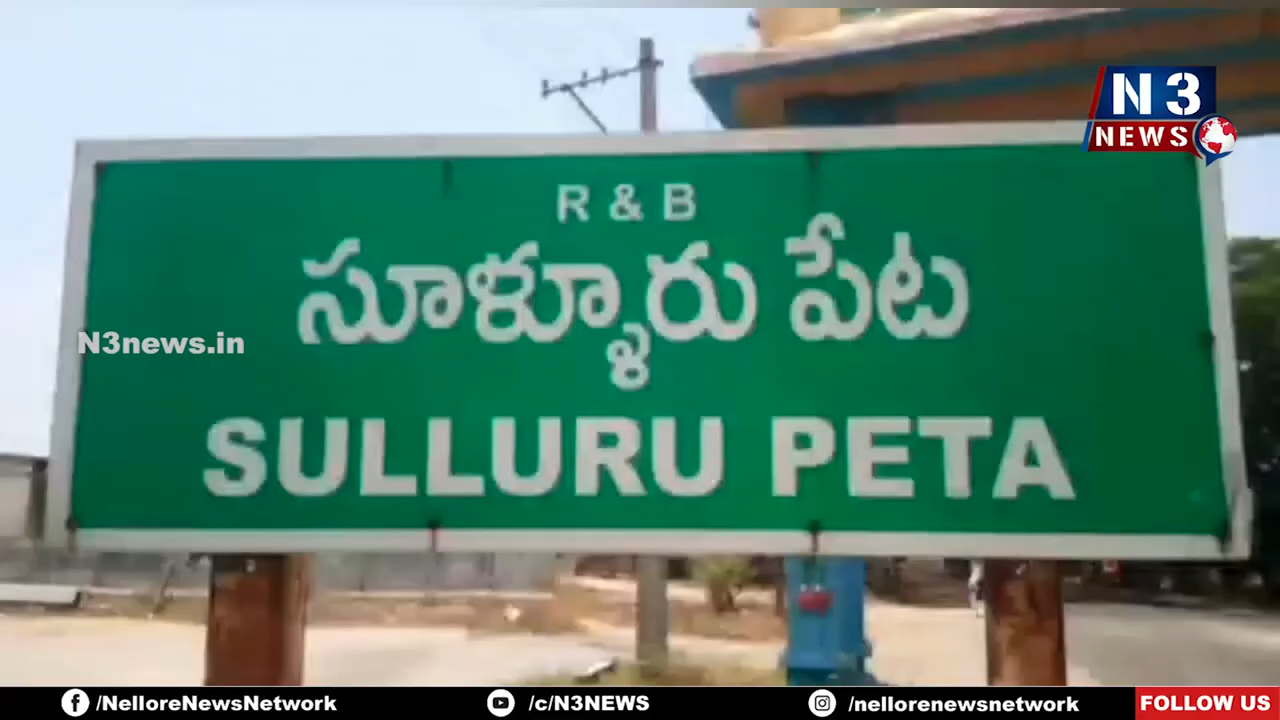 N3
NEWS
R & B
సూళ్ళూరు పేట
N3news.in
SULLURU PETA
/NelloreNewsNetwork
/c/N3NEWS
/nellorenewsnetwork
FOLLOW US